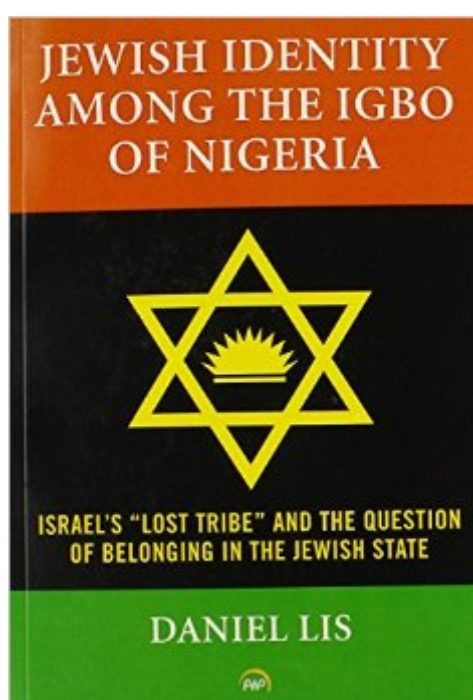 JEWISH IDENTITY
AMONG THE IGBO
OF NIGERIA
ISRAEL'S "LOST TRIBE" AND THE QUESTION
OF BELONGING IN THE JEWISH STATE
DANIEL LIS
AWP